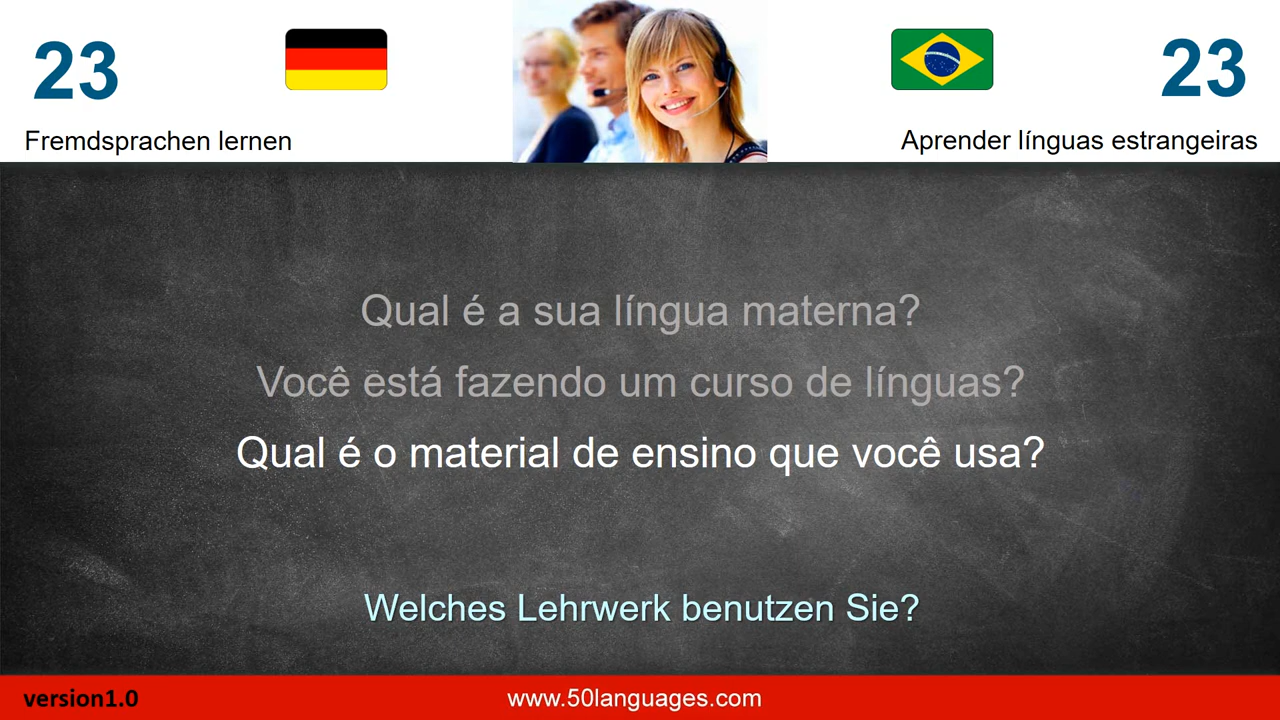 23
23
Fremdsprachen lernen
Aprender línguas estrangeiras
Qual é a sua língua materna?
Você está fazendo um curso de línguas?
Qual é o material de ensino que você usa?
Welches Lehrwerk benutzen Sie?
version1.0
www.50languages.com